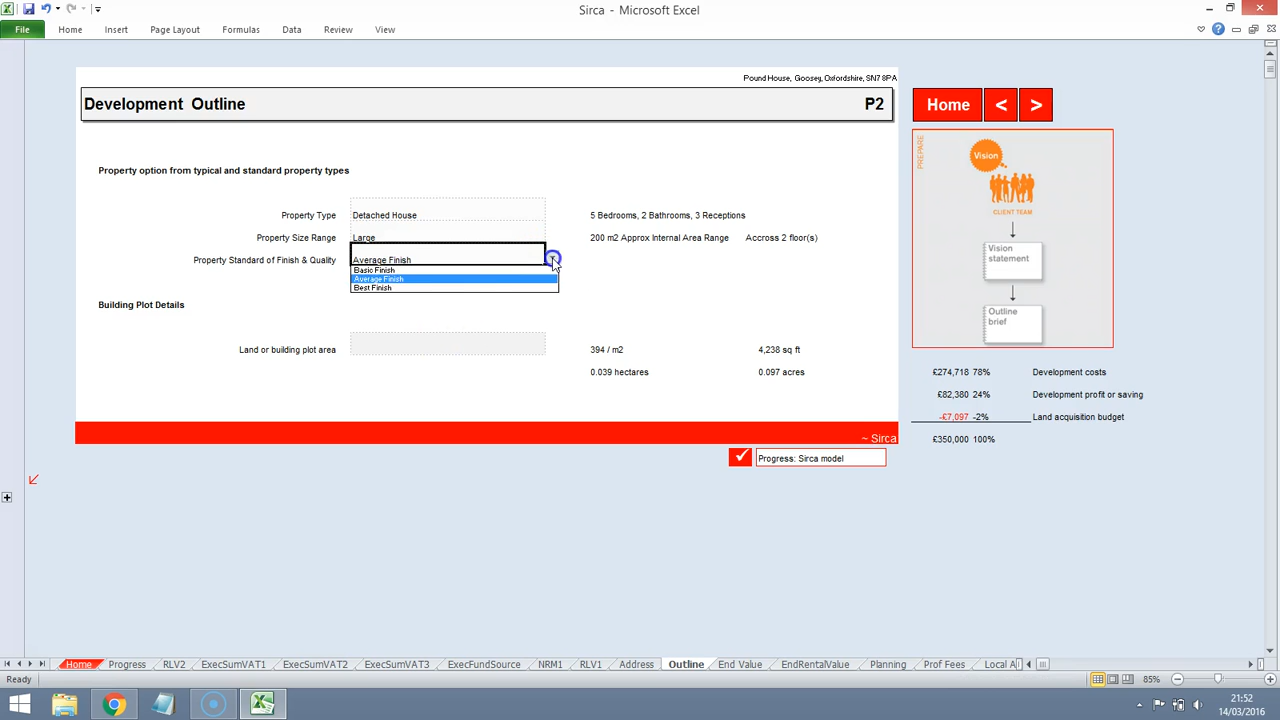 Sirca - Microsoft Excel
File Home Insert Page Layout Formulas Data Review View
Pound House, Goosey, Oxfordshire, SN7 8PA
Development Outline P2
Home < >
PREPARE
Vision
CLIENT TEAM
Vision
statement
Outline
brief
Property option from typical and standard property types
Property Type Detached House 5 Bedrooms, 2 Bathrooms, 3 Receptions
Property Size Range Large 200 m2 Approx Internal Area Range Accross 2 floor(s)
Property Standard of Finish & Quality Average Finish
Basic Finish
Average Finish
Best Finish
Building Plot Details
Land or building plot area 394 / m2 4,238 sq ft
0.039 hectares 0.097 acres
£274,718 78% Development costs
£82,380 24% Development profit or saving
-£7,097 -2% Land acquisition budget
£350,000 100%
~ Sirca
Progress: Sirca model
Home Progress RLV2 ExecSumVAT1 ExecSumVAT2 ExecSumVAT3 ExecFundSource NRM1 RLV1 Address Outline End Value EndRentalValue Planning Prof Fees Local A
Ready 85%
21:52
14/03/2016